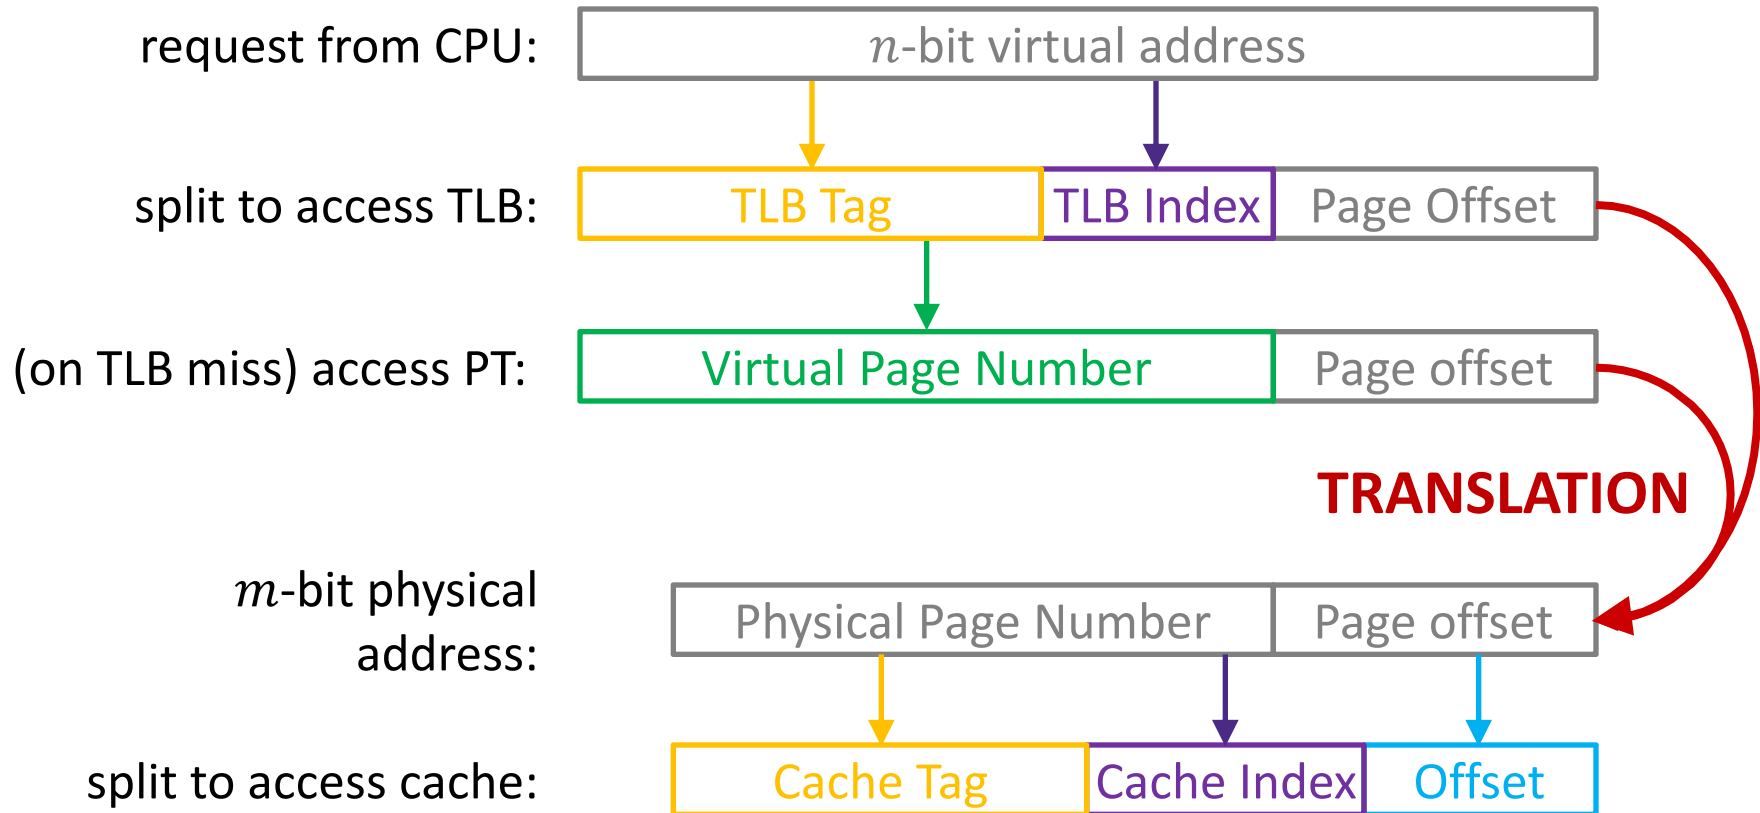 request from CPU: n-bit virtual address
split to access TLB: TLB Tag TLB Index Page Offset
(on TLB miss) access PT: Virtual Page Number Page offset
TRANSLATION
m-bit physical
address:
Physical Page Number Page offset
split to access cache: Cache Tag Cache Index Offset